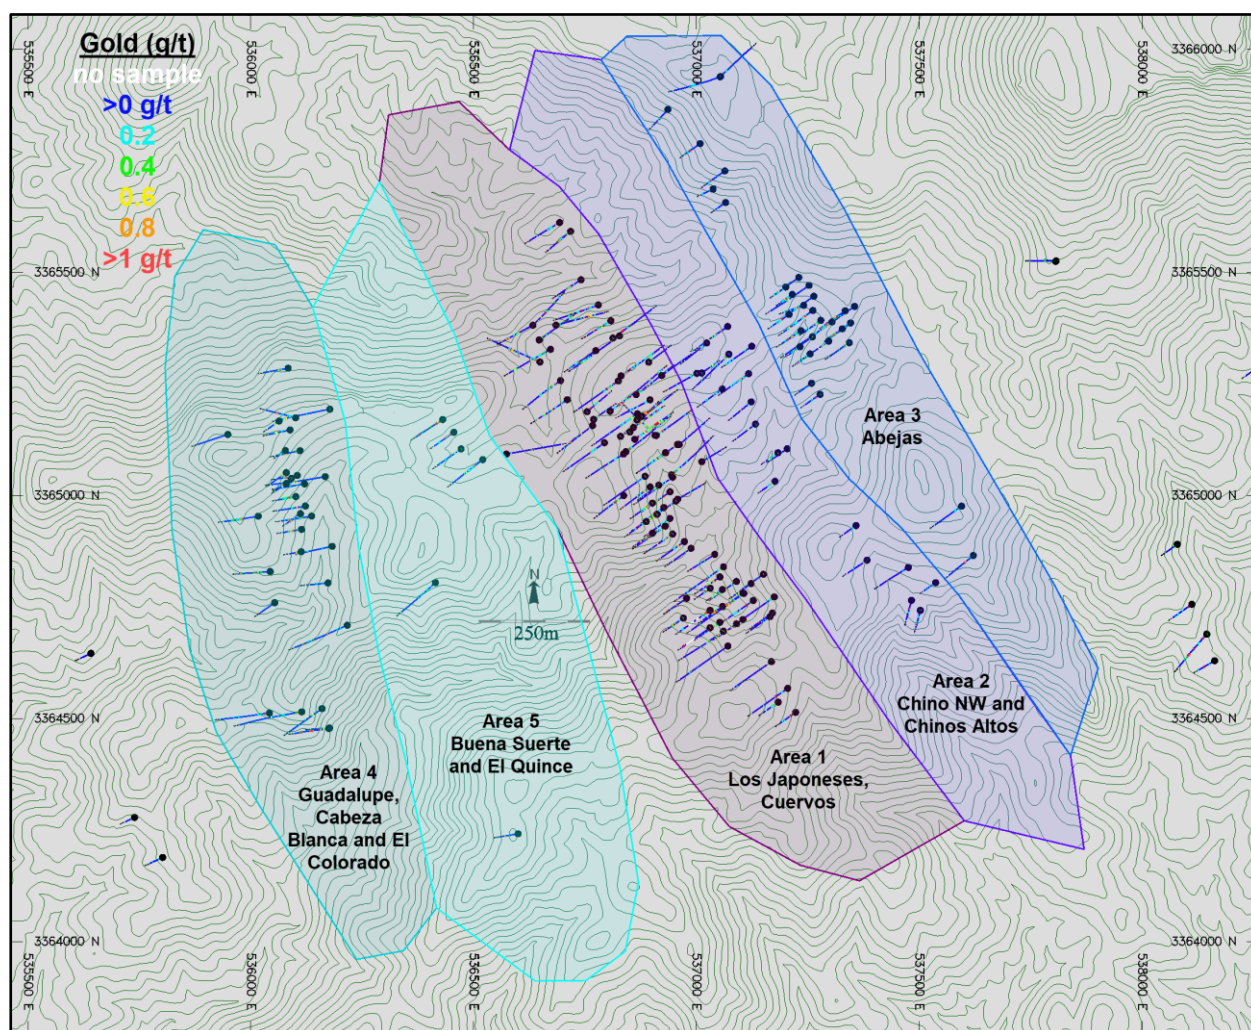 535500 E
536000 E
536500 E
537000 E
537500 E
538000 E
3366000 N
3366000 N
Gold (g/t)
no sample
>0 g/t
0.2
0.4
0.6
0.8
>1 g/t
3365500 N
3365500 N
Area 3
Abejas
3365000 N
3365000 N
N
250m
Area 2
Chino NW and
Chinos Altos
3364500 N
3364500 N
Area 5
Buena Suerte
and El Quince
Area 1
Los Japoneses,
Cuervos
Area 4
Guadalupe,
Cabeza
Blanca and El
Colorado
3364000 N
3364000 N
535500 E
536000 E
536500 E
537000 E
537500 E
538000 E